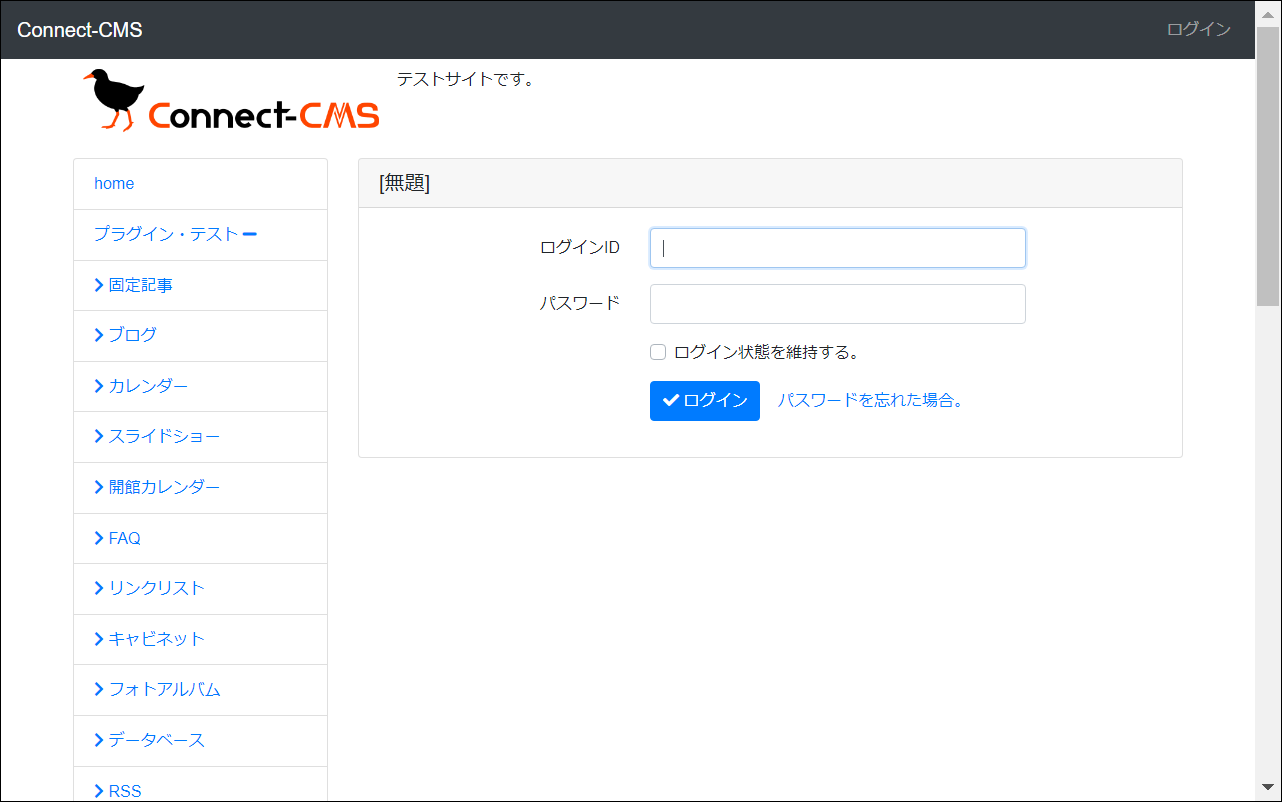 Connect-CMS
ログイン
Connect-CMS
テストサイトです。
home
プラグイン・テスト
固定記事
ブログ
カレンダー
スライドショー
開館カレンダー
FAQ
リンクリスト
キャビネット
フォトアルバム
データベース
RSS
[無題]
ログインID
パスワード
ログイン状態を維持する。
ログイン
パスワードを忘れた場合。